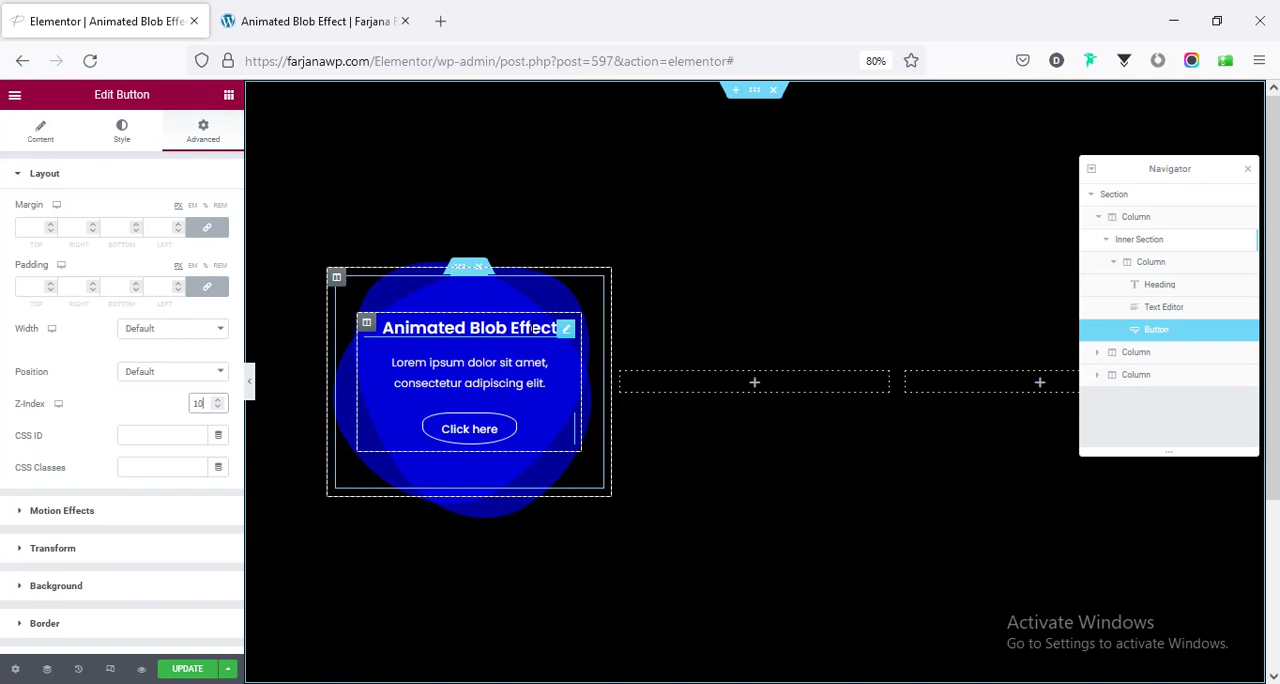 Elementor | Animated Blob Effe
Animated Blob Effect | Farjana
https://farjanawp.com/Elementor/wp-admin/post.php?post=597&action=elementor#
80%
Edit Button
Content
Style
Advanced
Layout
Margin
PX EM % REM
TOP RIGHT BOTTOM LEFT
Padding
PX EM % REM
TOP RIGHT BOTTOM LEFT
Width
Default
Position
Default
Z-Index
10
CSS ID
CSS Classes
Motion Effects
Transform
Background
Border
UPDATE
Animated Blob Effect
Lorem ipsum dolor sit amet,
consectetur adipiscing elit.
Click here
Navigator
Section
Column
Inner Section
Column
Heading
Text Editor
Button
Column
Column
Activate Windows
Go to Settings to activate Windows.